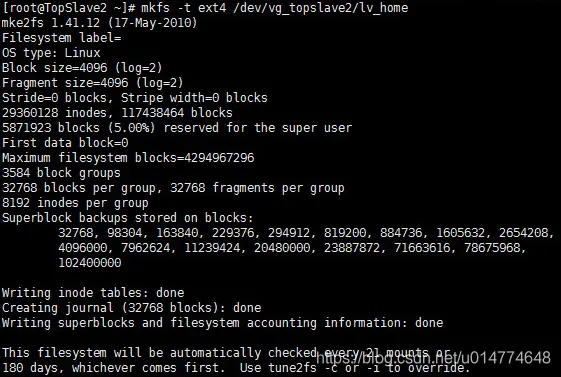 [root@TopSlave2 ~]# mkfs -t ext4 /dev/vg_topslave2/lv_home
mke2fs 1.41.12 (17-May-2010)
Filesystem label=
OS type: Linux
Block size=4096 (log=2)
Fragment size=4096 (log=2)
Stride=0 blocks, Stripe width=0 blocks
29360128 inodes, 117438464 blocks
5871923 blocks (5.00%) reserved for the super user
First data block=0
Maximum filesystem blocks=4294967296
3584 block groups
32768 blocks per group, 32768 fragments per group
8192 inodes per group
Superblock backups stored on blocks:
32768, 98304, 163840, 229376, 294912, 819200, 884736, 1605632, 2654208,
4096000, 7962624, 11239424, 20480000, 23887872, 71663616, 78675968,
102400000
Writing inode tables: done
Creating journal (32768 blocks): done
Writing superblocks and filesystem accounting information: done
This filesystem will be automatically checked every 21 mounts or
180 days, whichever comes first.  Use tune2fs -c or -i to override.
https://blog.csdn.net/u014774648